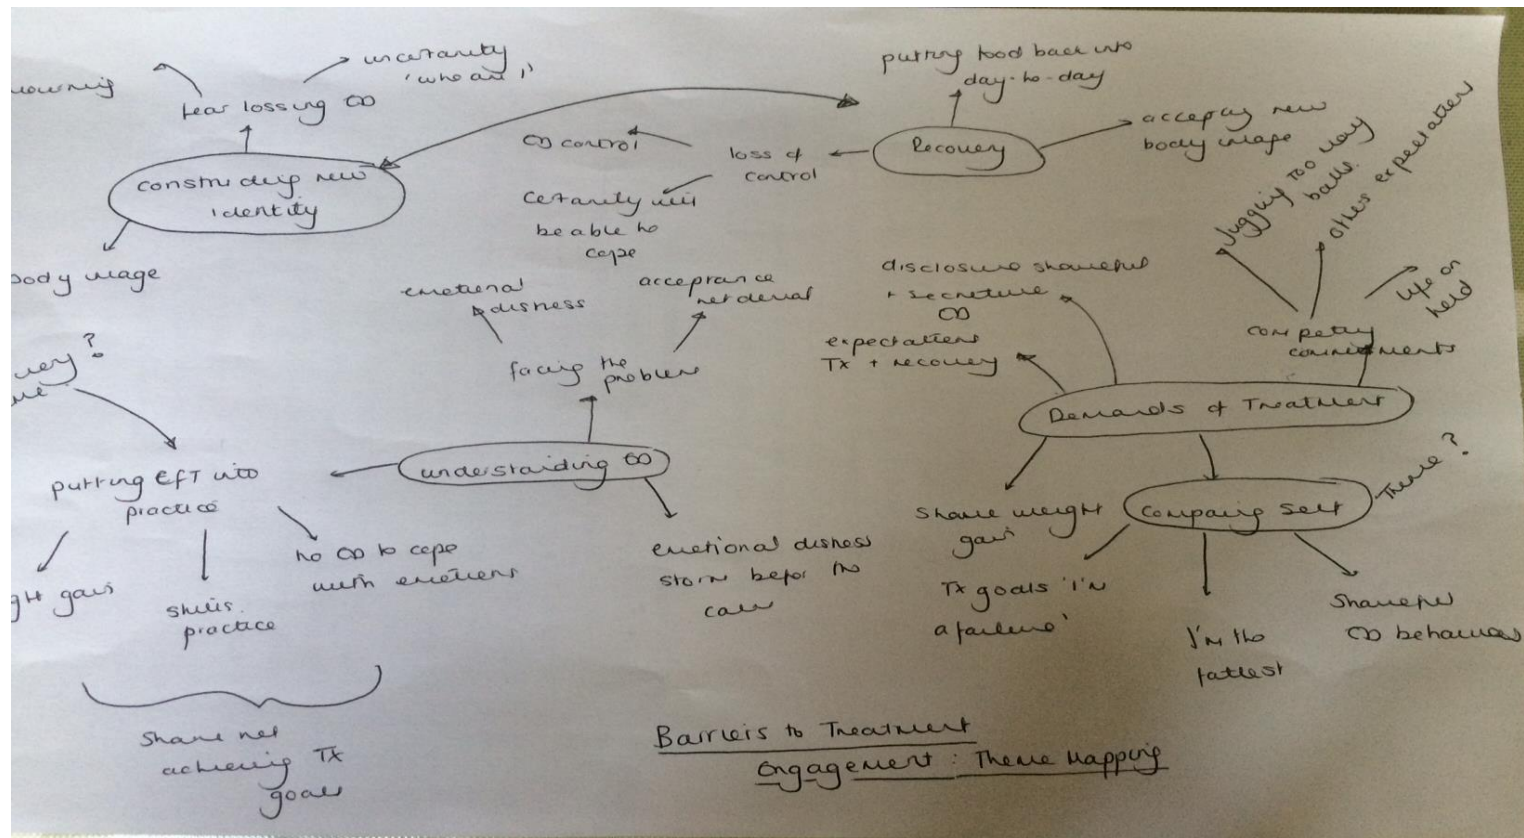 uncertainty
'who am I'
fear lossing ED
constructing new
identity
body image
putting food back into
day-to-day
Recovery
accepting new
body image
loss of
control
ED control
certainty will
be able to
cope
Juggling too many
balls.
other expectations
life on
hold
competing
commitments
disclosure shameful
+ secretive
ED
expectations
Tx + recovery
Demands of Treatment
emotional
distress
acceptance
not denial
facing the
problem
understanding ED
putting EFT into
practice
no ED to cope
with emotions
skills
practice
ght gain
Shame not
achieving Tx
goals
emotional distress
storm before the
calm
Shame weight
gain
Comparing self
Theme?
Tx goals 'I'm
a failure'
I'm the
fattest
Shameful
ED behaviours
Barriers to Treatment
Engagement: Theme Mapping